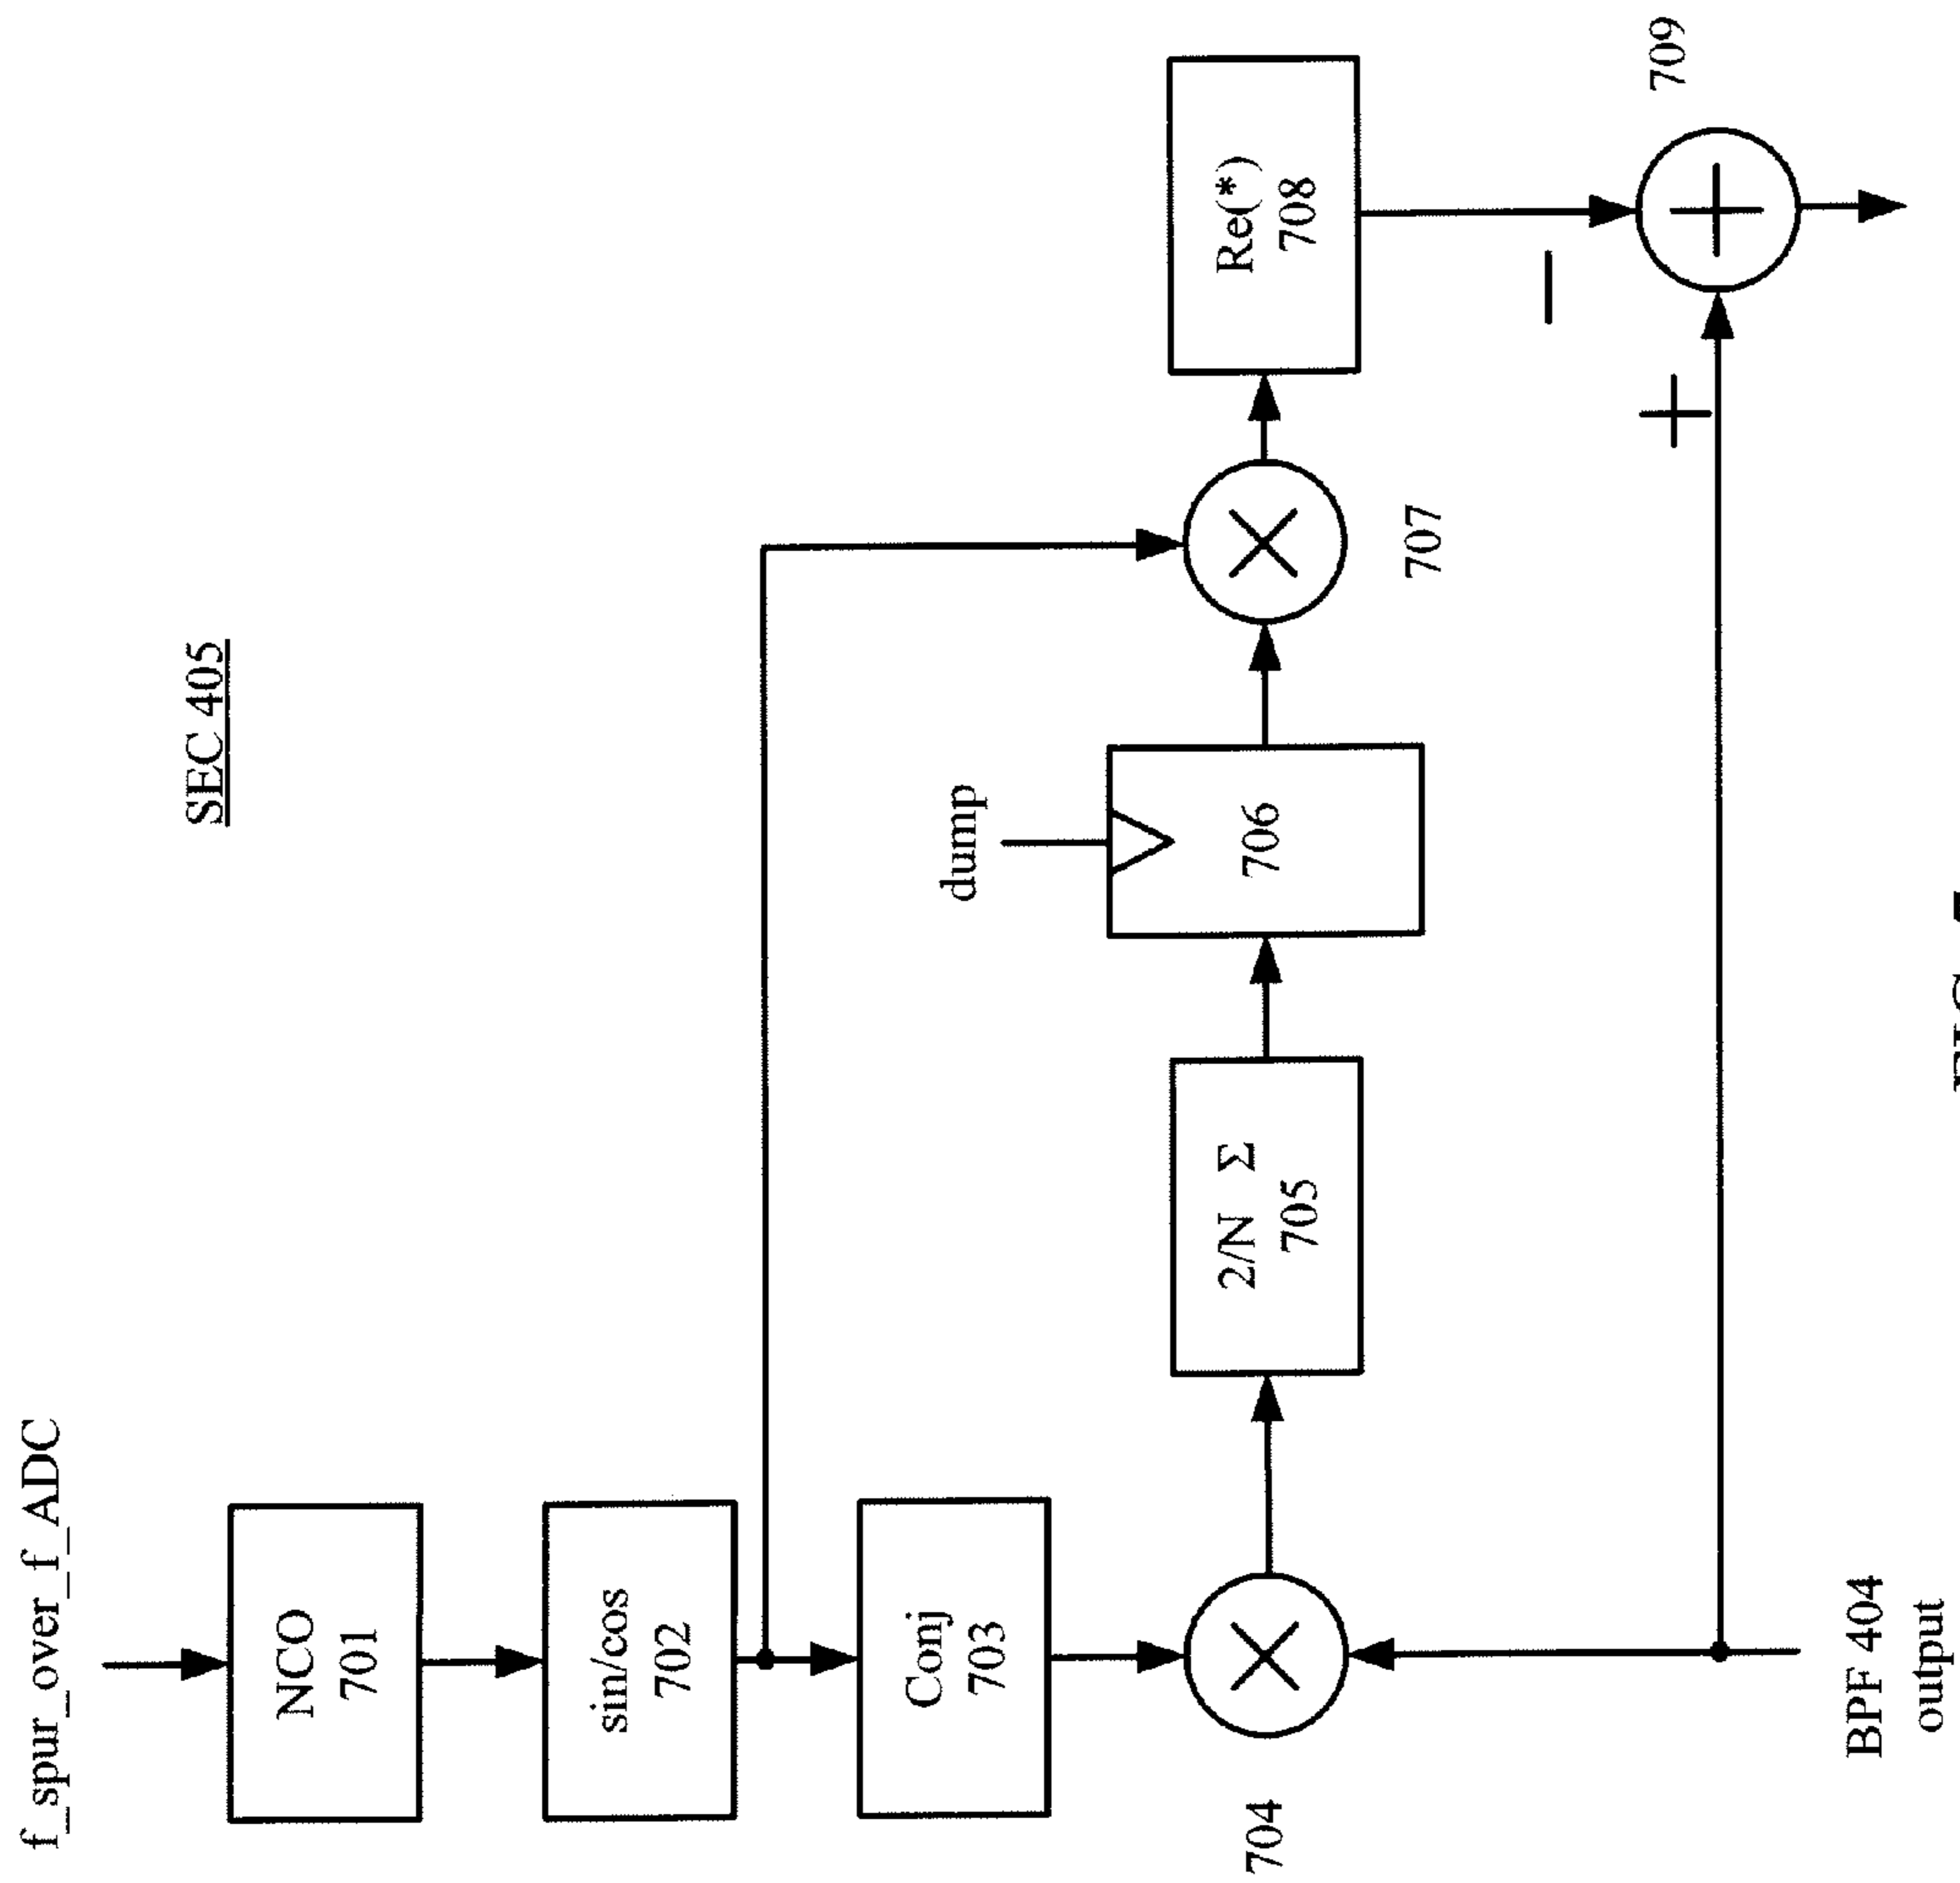 SEC 405
f_spur_over_f_ADC
NCO
701
sin/cos
702
Conj
703
704
BPF 404
output
2/N Σ
705
dump
706
707
Re(*)
708
709
+
−